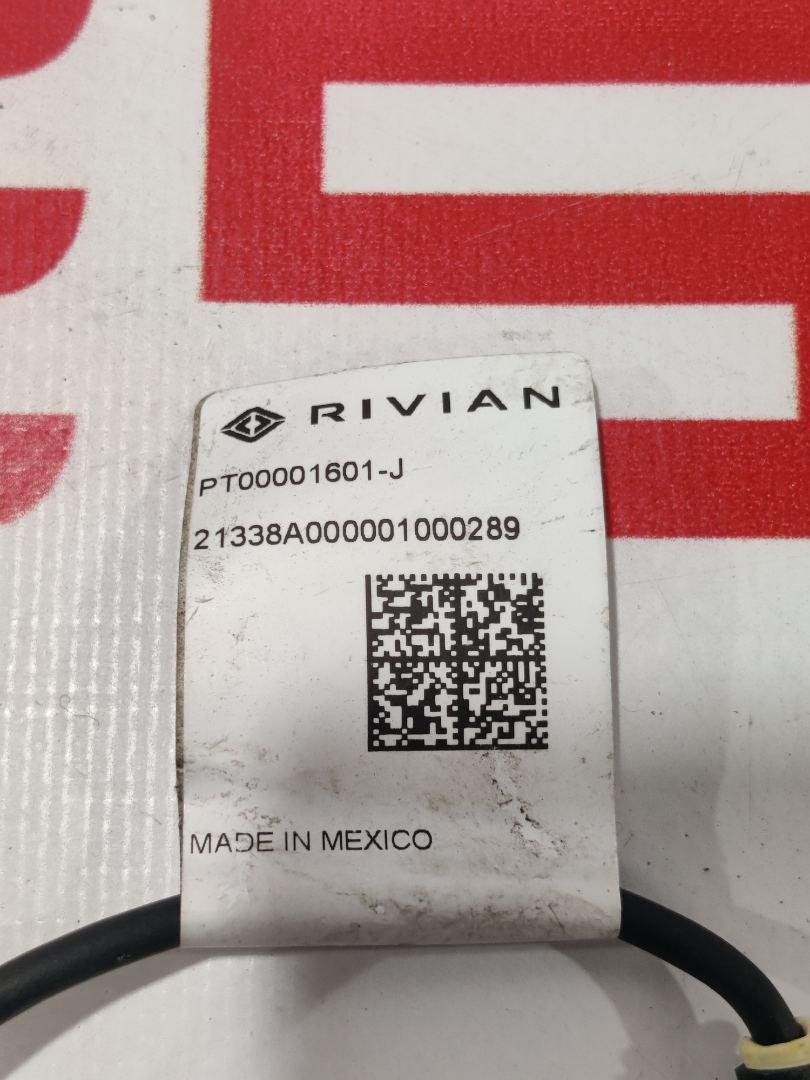 RIVIAN
PT00001601-J
21338A000001000289
MADE IN MEXICO